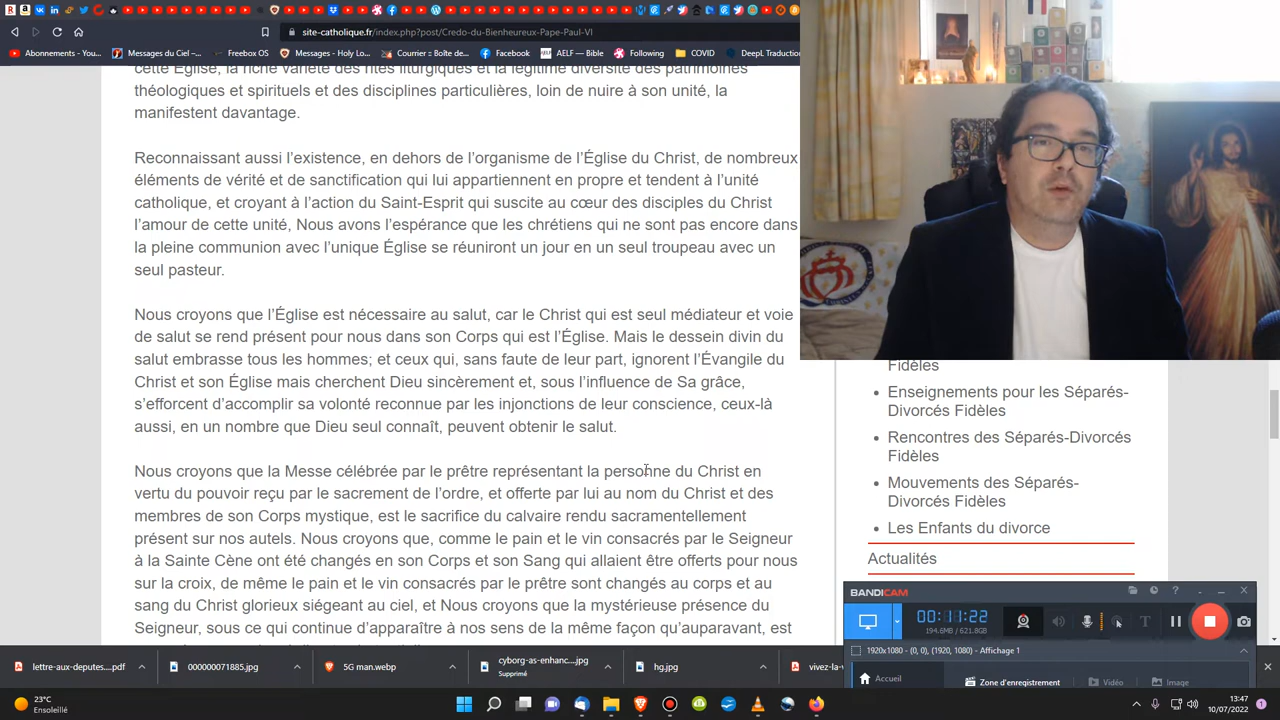 site-catholique.fr/index.php?post/Credo-du-Bienheureux-Pape-Paul-VI
Abonnements - You...
Messages du Ciel –...
Freebox OS
Messages - Holy Lo...
Courrier :: Boîte de...
Facebook
AELF — Bible
Following
COVID
DeepL Traduction
cette Église, la riche variété des rites liturgiques et la légitime diversité des patrimoines
théologiques et spirituels et des disciplines particulières, loin de nuire à son unité, la
manifestent davantage.
Reconnaissant aussi l’existence, en dehors de l’organisme de l’Église du Christ, de nombreux
éléments de vérité et de sanctification qui lui appartiennent en propre et tendent à l’unité
catholique, et croyant à l’action du Saint-Esprit qui suscite au cœur des disciples du Christ
l’amour de cette unité, Nous avons l’espérance que les chrétiens qui ne sont pas encore dans
la pleine communion avec l’unique Église se réuniront un jour en un seul troupeau avec un
seul pasteur.
Nous croyons que l’Église est nécessaire au salut, car le Christ qui est seul médiateur et voie
de salut se rend présent pour nous dans son Corps qui est l’Église. Mais le dessein divin du
salut embrasse tous les hommes; et ceux qui, sans faute de leur part, ignorent l’Évangile du
Christ et son Église mais cherchent Dieu sincèrement et, sous l’influence de Sa grâce,
s’efforcent d’accomplir sa volonté reconnue par les injonctions de leur conscience, ceux-là
aussi, en un nombre que Dieu seul connaît, peuvent obtenir le salut.
Nous croyons que la Messe célébrée par le prêtre représentant la personne du Christ en
vertu du pouvoir reçu par le sacrement de l’ordre, et offerte par lui au nom du Christ et des
membres de son Corps mystique, est le sacrifice du calvaire rendu sacramentellement
présent sur nos autels. Nous croyons que, comme le pain et le vin consacrés par le Seigneur
à la Sainte Cène ont été changés en son Corps et son Sang qui allaient être offerts pour nous
sur la croix, de même le pain et le vin consacrés par le prêtre sont changés au corps et au
sang du Christ glorieux siégeant au ciel, et Nous croyons que la mystérieuse présence du
Seigneur, sous ce qui continue d’apparaître à nos sens de la même façon qu’auparavant, est
Fidèles
Enseignements pour les Séparés-
Divorcés Fidèles
Rencontres des Séparés-Divorcés
Fidèles
Mouvements des Séparés-
Divorcés Fidèles
Les Enfants du divorce
Actualités
BANDICAM
00:11:22
194.6MB / 621.8GB
1920x1080 - (0, 0), (1920, 1080) - Affichage 1
Accueil
Zone d'enregistrement
Vidéo
Image
lettre-aux-deputes....pdf
000000071885.jpg
5G man.webp
cyborg-as-enhanc....jpg
Supprimé
hg.jpg
vivez-la-v
23°C
Ensoleillé
13:47
10/07/2022